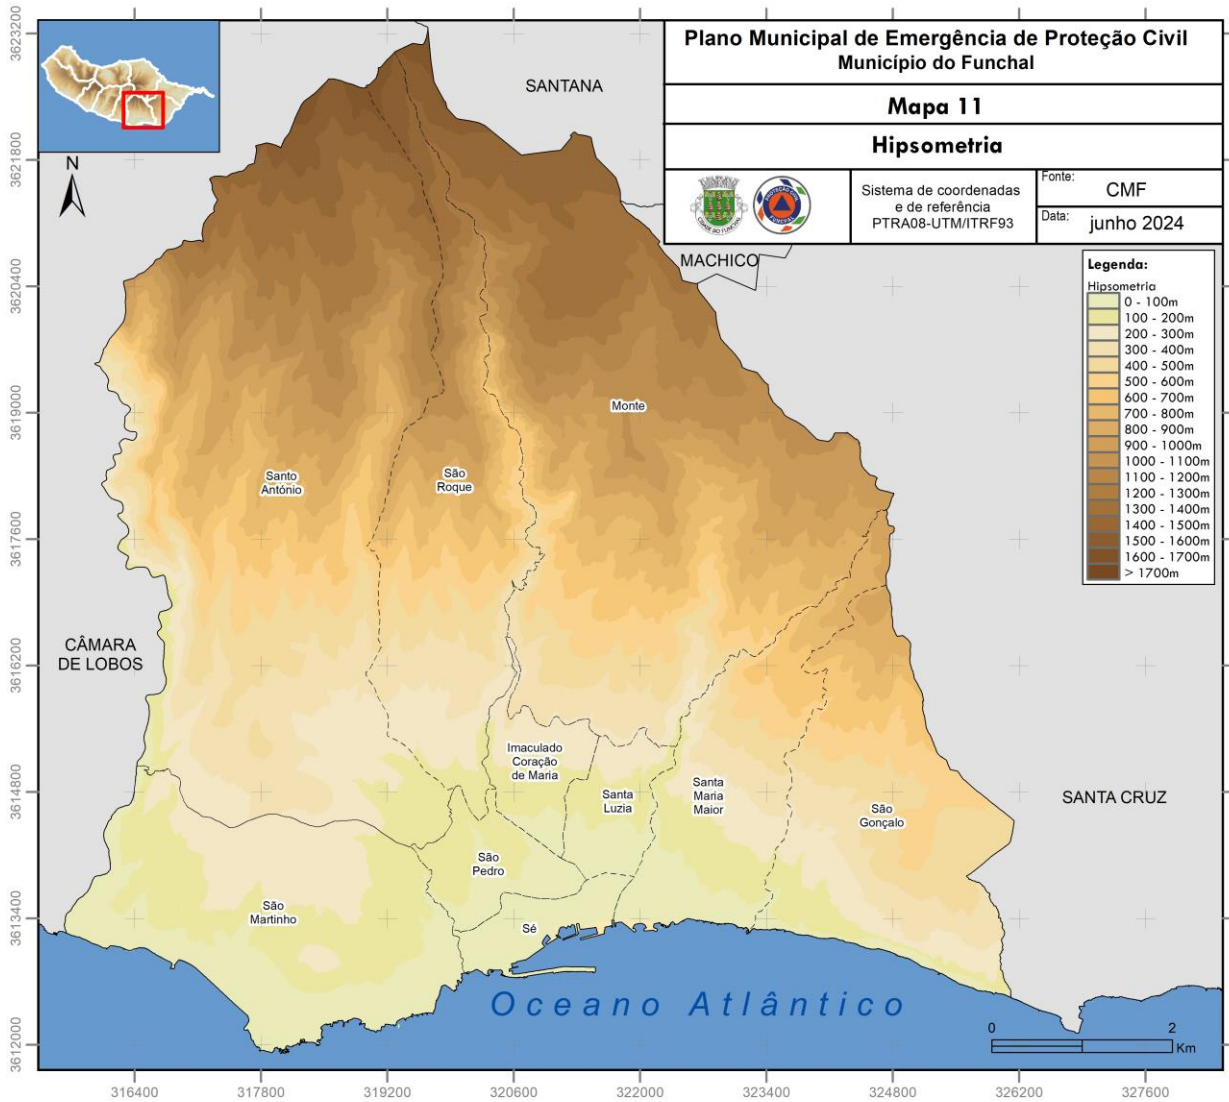 Plano Municipal de Emergência de Proteção Civil
Município do Funchal
Mapa 11
Hipsometria
Sistema de coordenadas
e de referência
PTRA08-UTM/ITRF93
Fonte:
CMF
Data:
junho 2024
CIDADE DO FUNCHAL
PROTEÇÃO CIVIL
FUNCHAL
Legenda:
Hipsometria
0 - 100m
100 - 200m
200 - 300m
300 - 400m
400 - 500m
500 - 600m
600 - 700m
700 - 800m
800 - 900m
900 - 1000m
1000 - 1100m
1100 - 1200m
1200 - 1300m
1300 - 1400m
1400 - 1500m
1500 - 1600m
1600 - 1700m
> 1700m
N
SANTANA
MACHICO
CÂMARA
DE LOBOS
SANTA CRUZ
Monte
Santo
António
São
Roque
Imaculado
Coração
de Maria
Santa
Luzia
Santa
Maria
Maior
São
Gonçalo
São
Pedro
São
Martinho
Sé
Oceano Atlântico
0 2
Km
3623200
3621800
3620400
3619000
3617600
3616200
3614800
3613400
3612000
316400 317800 319200 320600 322000 323400 324800 326200 327600